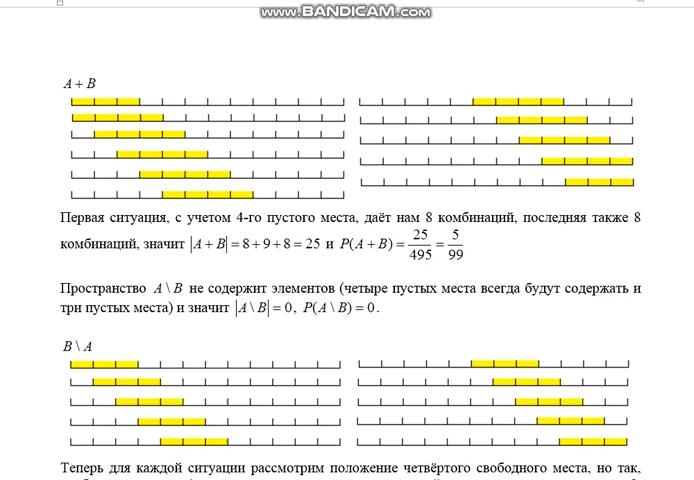 www.BANDICAM.com
A + B
Первая ситуация, с учетом 4-го пустого места, даёт нам 8 комбинаций, последняя также 8
комбинаций, значит |A + B| = 8 + 9 + 8 = 25 и P(A + B) = 25/495 = 5/99
Пространство A \ B не содержит элементов (четыре пустых места всегда будут содержать и
три пустых места) и значит |A \ B| = 0, P(A \ B) = 0.
B \ A
Теперь для каждой ситуации рассмотрим положение четвёртого свободного места, но так,